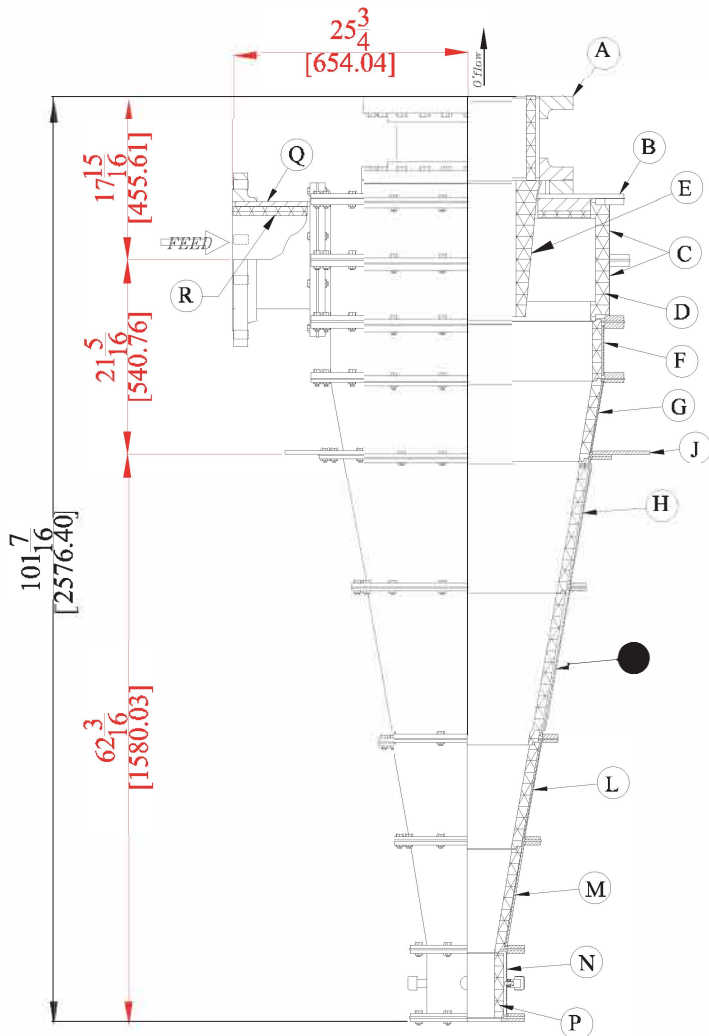 25 3/4
[654.04]
O'flow
A
B
17 15/16
[455.61]
Q
E
FEED
C
R
D
21 5/16
[540.76]
F
G
J
H
101 7/16
[2576.40]
62 3/16
[1580.03]
L
M
N
P